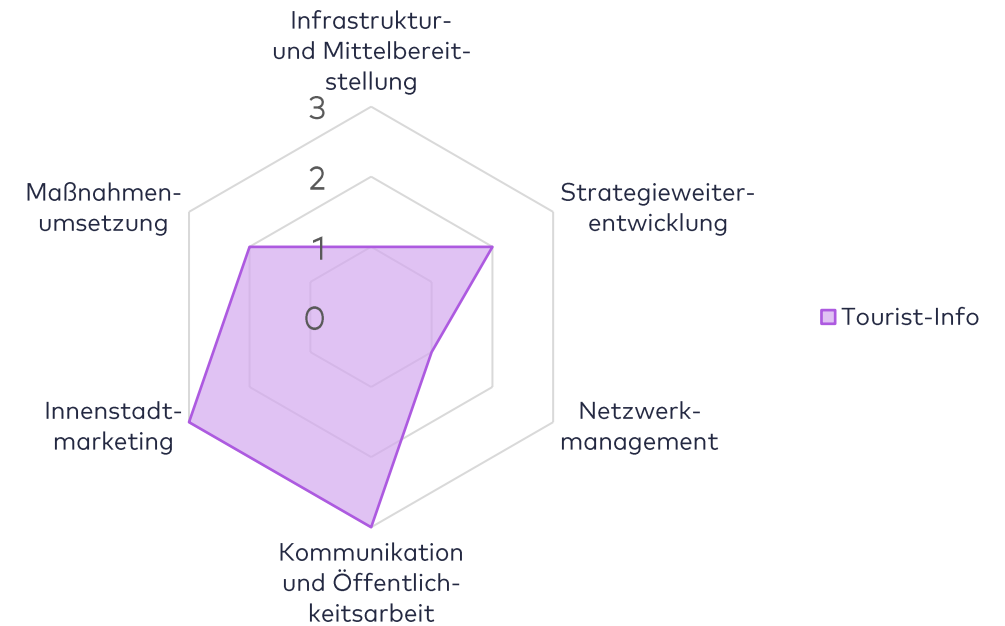 Infrastruktur-
und Mittelbereit-
stellung
3
2
1
0
Strategieweiter-
entwicklung
Netzwerk-
management
Kommunikation
und Öffentlich-
keitsarbeit
Innenstadt-
marketing
Maßnahmen-
umsetzung
Tourist-Info